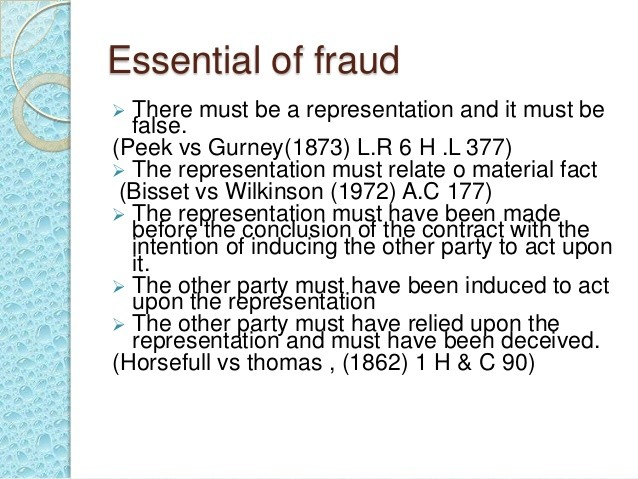 Essential of fraud
➢ There must be a representation and it must be
false.
(Peek vs Gurney(1873) L.R 6 H .L 377)
➢ The representation must relate o material fact
(Bisset vs Wilkinson (1972) A.C 177)
➢ The representation must have been made
before the conclusion of the contract with the
intention of inducing the other party to act upon
it.
➢ The other party must have been induced to act
upon the representation
➢ The other party must have relied upon the
representation and must have been deceived.
(Horsefull vs thomas , (1862) 1 H & C 90)